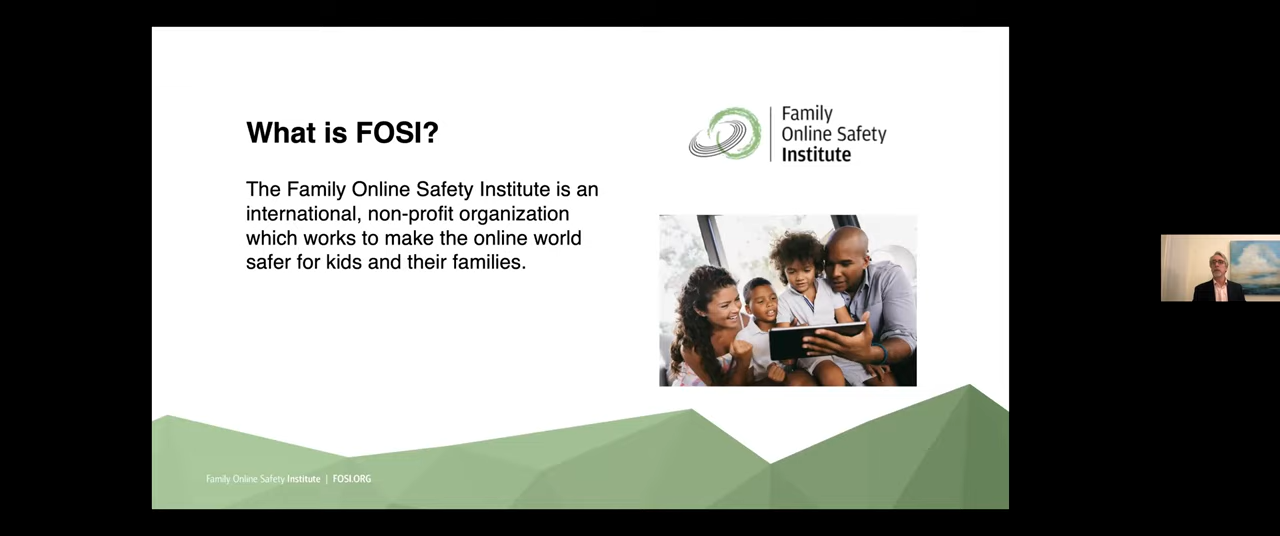 What is FOSI?
Family
Online Safety
Institute
The Family Online Safety Institute is an
international, non-profit organization
which works to make the online world
safer for kids and their families.
Family Online Safety Institute | FOSI.ORG